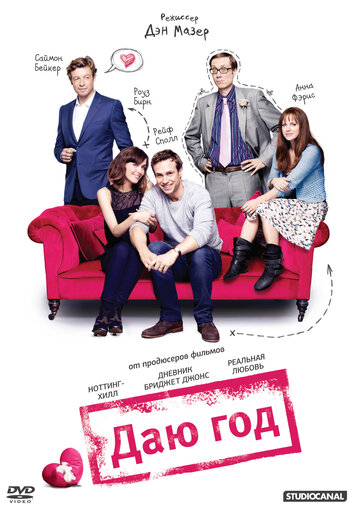 Режиссер
Дэн Мазер
Саймон
Бейкер
Роуз
Бирн
Рейф
Сполл
Анна
Фэрис
от продюсеров фильмов
НОТТИНГ-
ХИЛЛ
ДНЕВНИК
БРИДЖЕТ ДЖОНС
РЕАЛЬНАЯ
ЛЮБОВЬ
Даю год
DVD
VIDEO
STUDIOCANAL